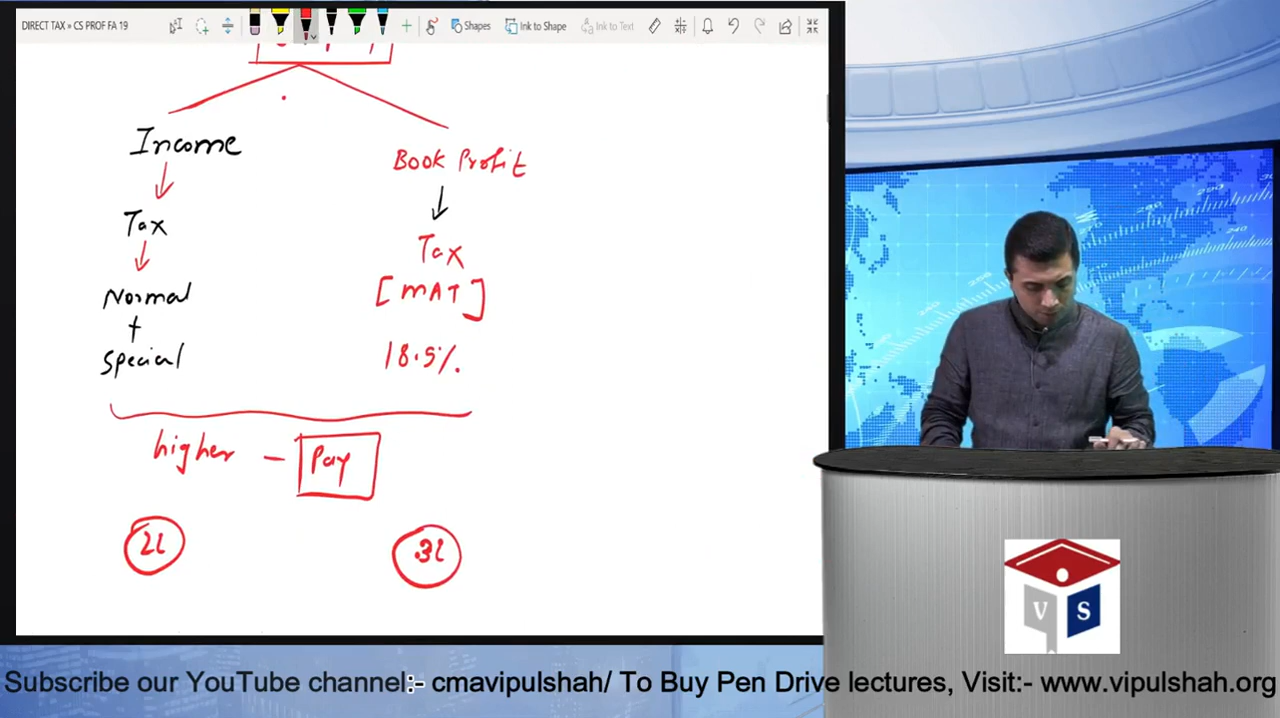 DIRECT TAX » CS PROF FA 19
Shapes
Ink to Shape
Ink to Text
Income
Book Profit
Tax
Tax
Normal
[MAT]
+
Special
18.5%.
higher - Pay
2L
3L
V S
Subscribe our YouTube channel:- cmavipulshah/ To Buy Pen Drive lectures, Visit:- www.vipulshah.org